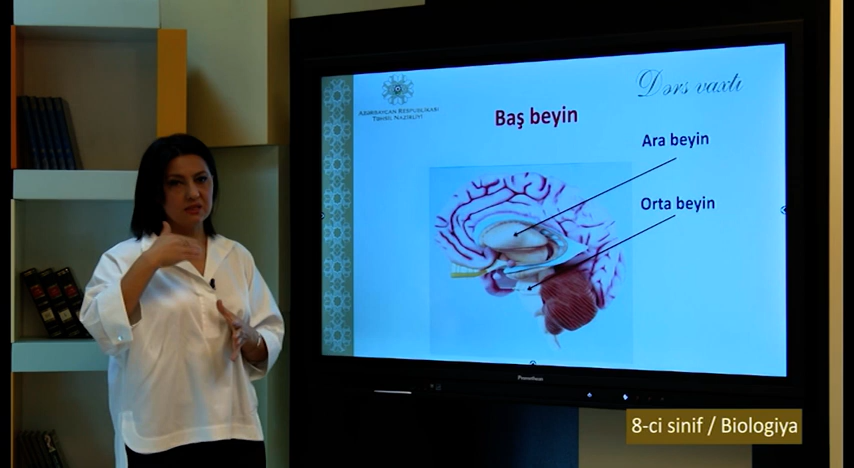 Dərs vaxtı
AZƏRBAYCAN RESPUBLİKASI
TƏHSİL NAZİRLİYİ
Baş beyin
Ara beyin
Orta beyin
Promethean
8-ci sinif / Biologiya